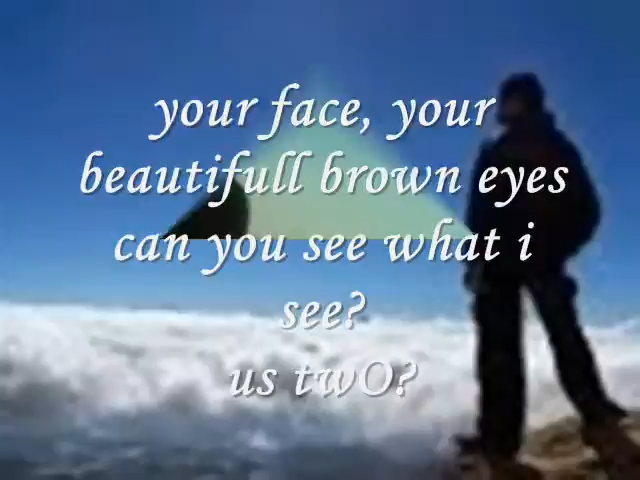 your face, your
beautifull brown eyes
can you see what i
see?
us twO?